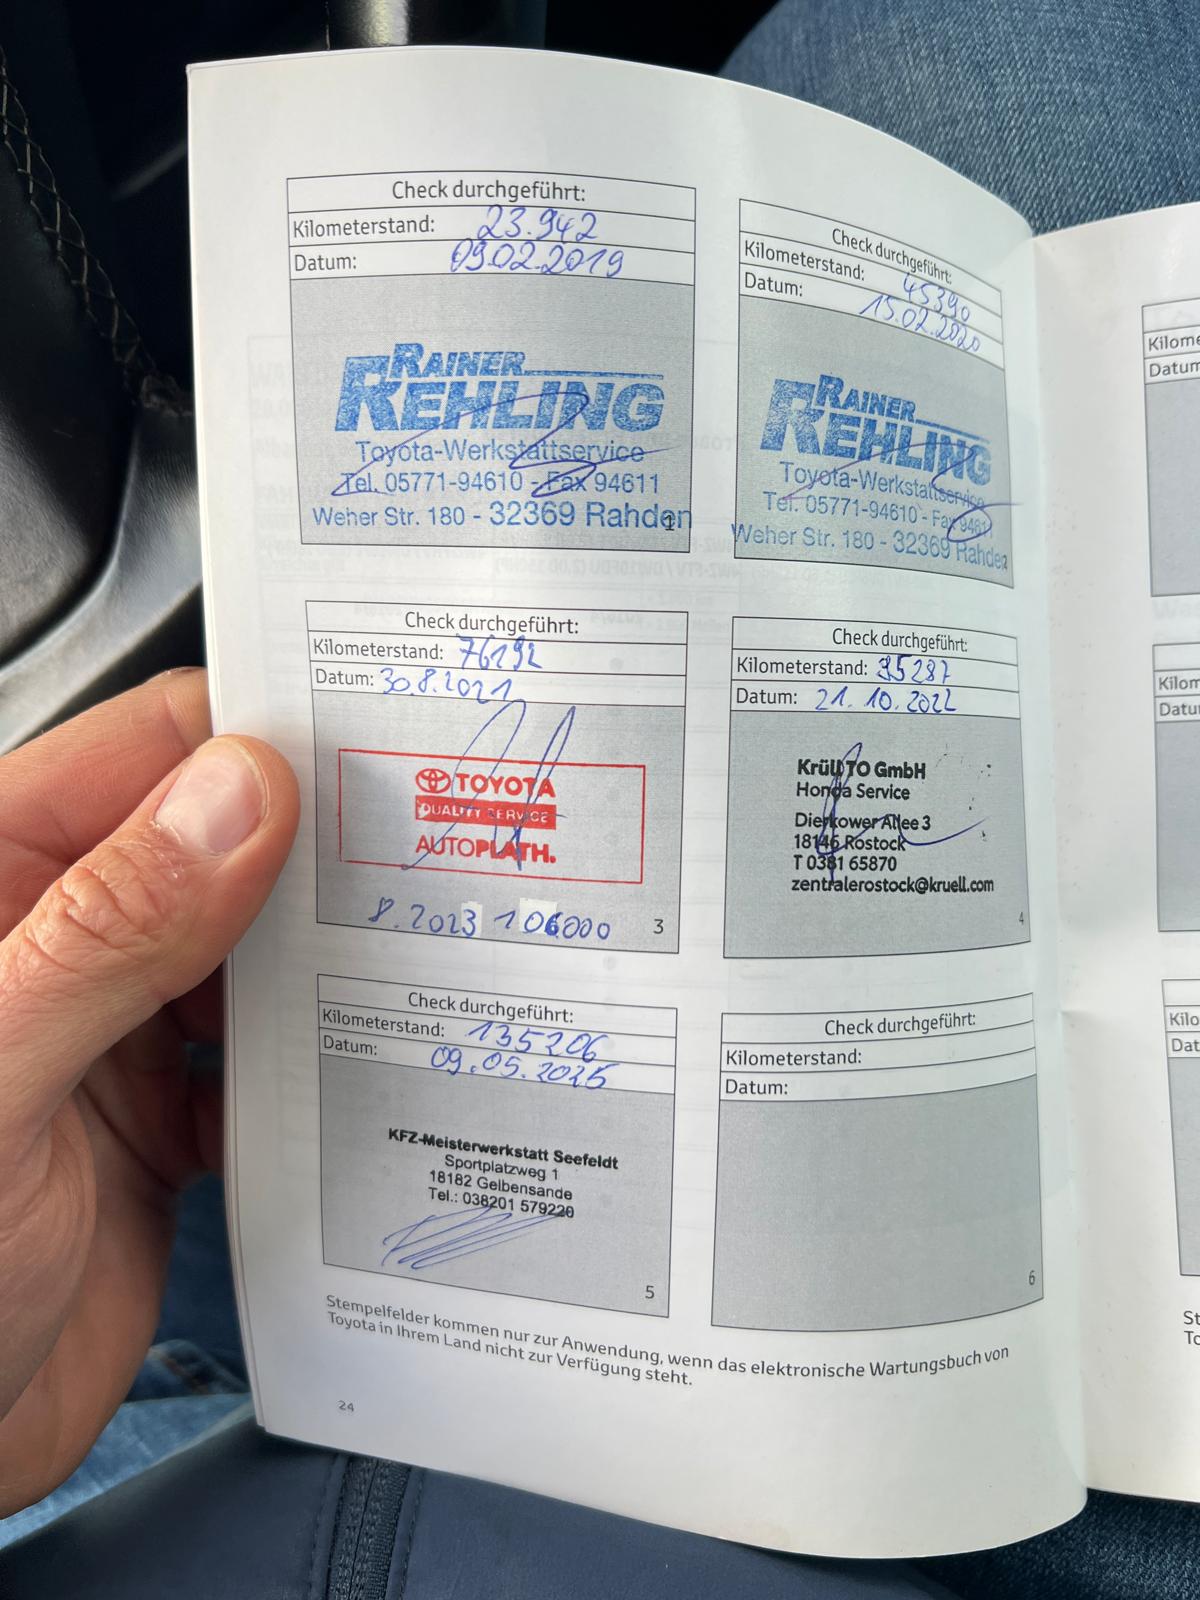 Check durchgeführt:
Kilometerstand: 23.942
Datum: 09.02.2019
RAINER
REHLING
Toyota-Werkstattservice
Tel. 05771-94610 - Fax 94611
Weher Str. 180 - 32369 Rahden
1
Check durchgeführt:
Kilometerstand: 45390
Datum: 15.02.2020
RAINER
REHLING
Toyota-Werkstattservice
Tel. 05771-94610 - Fax 94611
Weher Str. 180 - 32369 Rahden
2
Check durchgeführt:
Kilometerstand: 76192
Datum: 30.8.2021
TOYOTA
QUALITY SERVICE
AUTOPLATH.
8.2023 106000
3
Check durchgeführt:
Kilometerstand: 95287
Datum: 21.10.2022
Krüll TO GmbH
Honda Service
Dierkower Allee 3
18146 Rostock
T 0381 65870
zentralerostock@kruell.com
4
Check durchgeführt:
Kilometerstand: 135206
Datum: 09.05.2025
KFZ-Meisterwerkstatt Seefeldt
Sportplatzweg 1
18182 Gelbensande
Tel.: 038201 579220
5
Check durchgeführt:
Kilometerstand:
Datum:
6
Stempelfelder kommen nur zur Anwendung, wenn das elektronische Wartungsbuch von
Toyota in Ihrem Land nicht zur Verfügung steht.
24